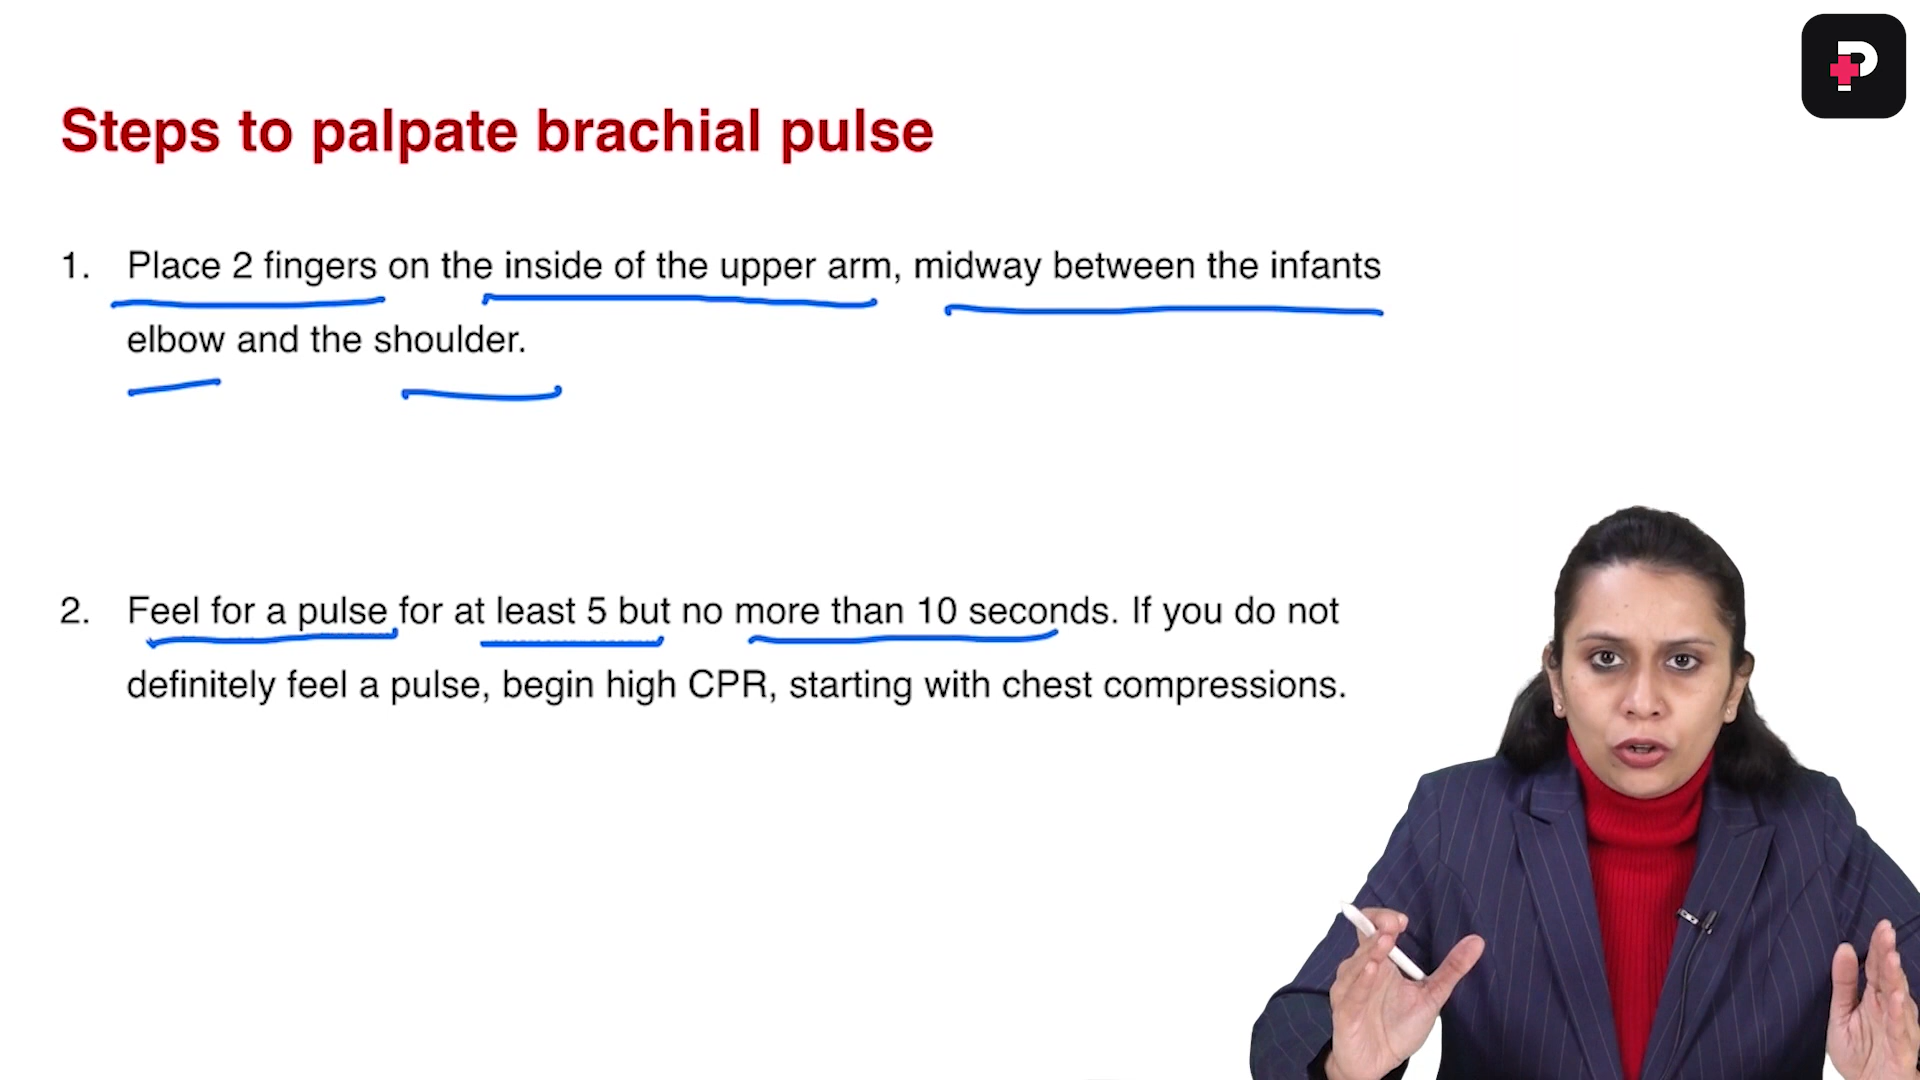 Steps to palpate brachial pulse
1. Place 2 fingers on the inside of the upper arm, midway between the infants
elbow and the shoulder.
2. Feel for a pulse for at least 5 but no more than 10 seconds. If you do not
definitely feel a pulse, begin high CPR, starting with chest compressions.